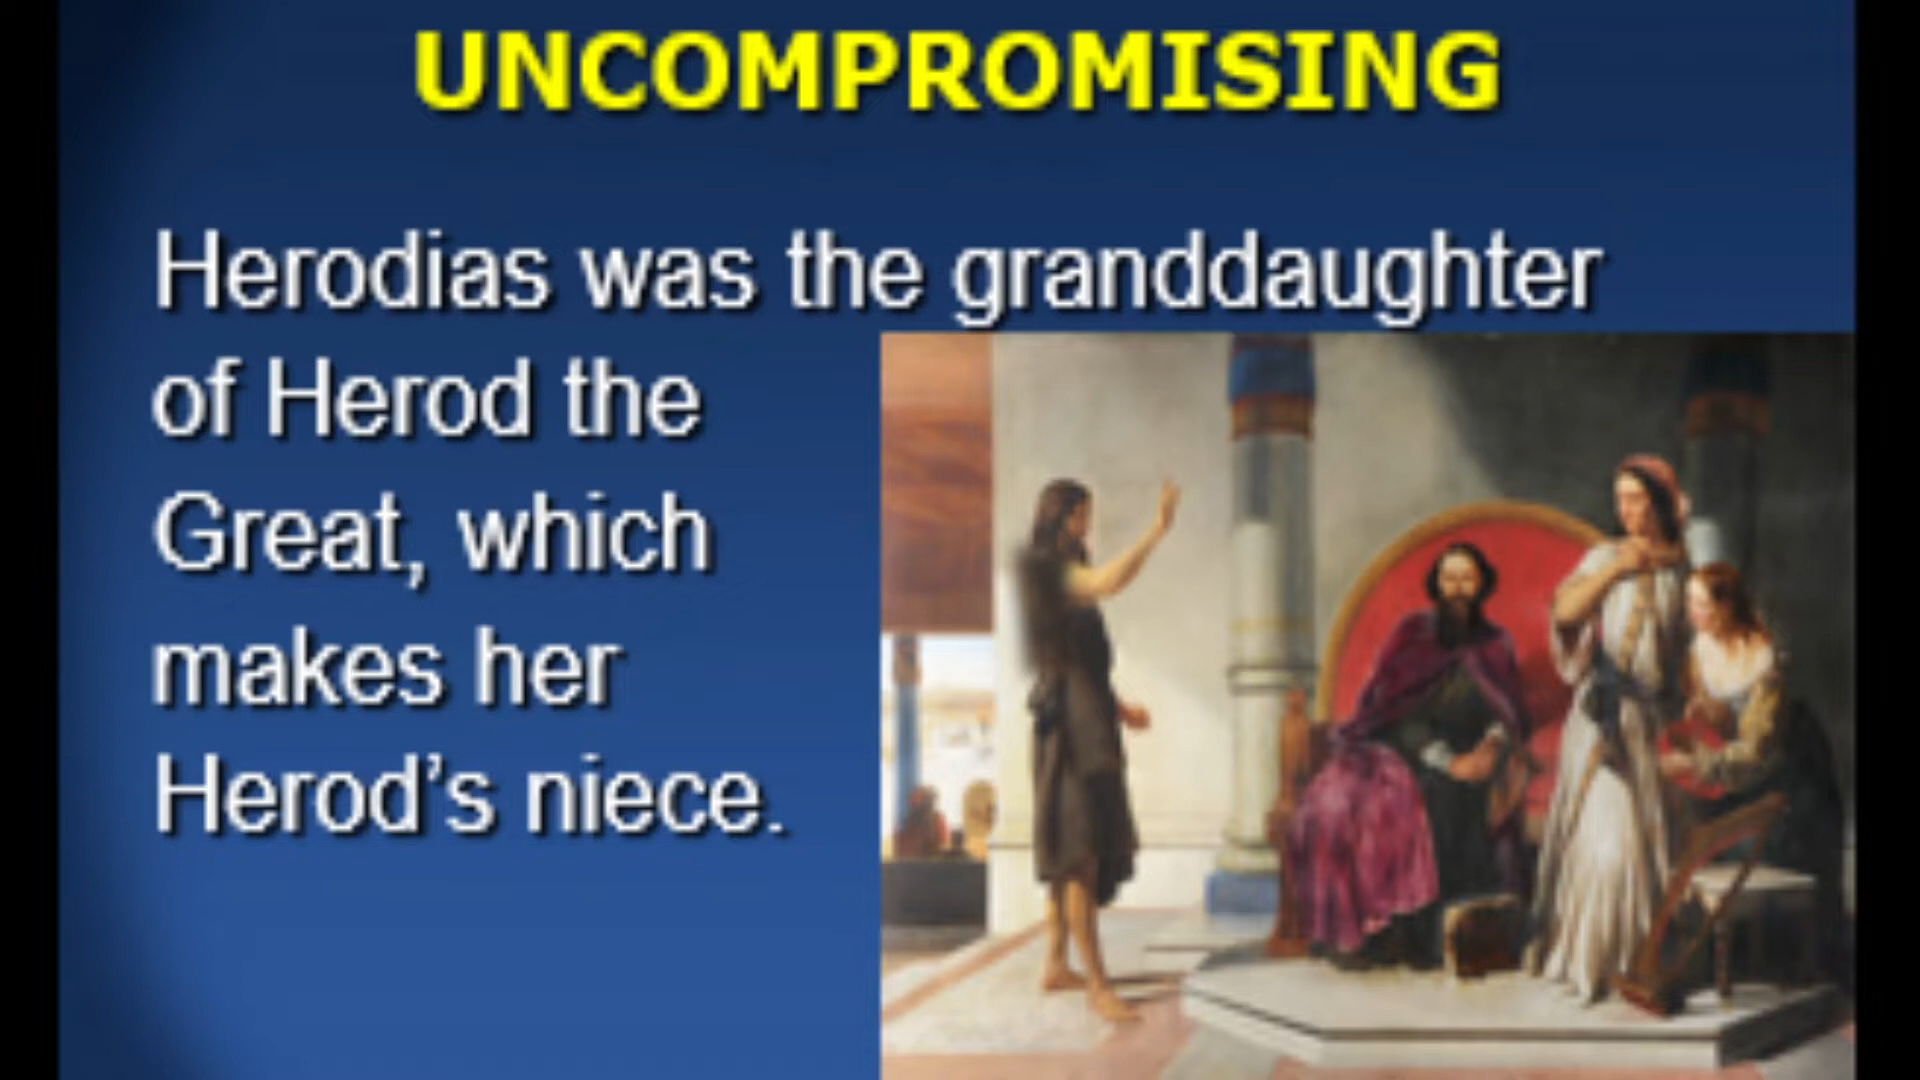 UNCOMPROMISING
Herodias was the granddaughter
of Herod the
Great, which
makes her
Herod’s niece.